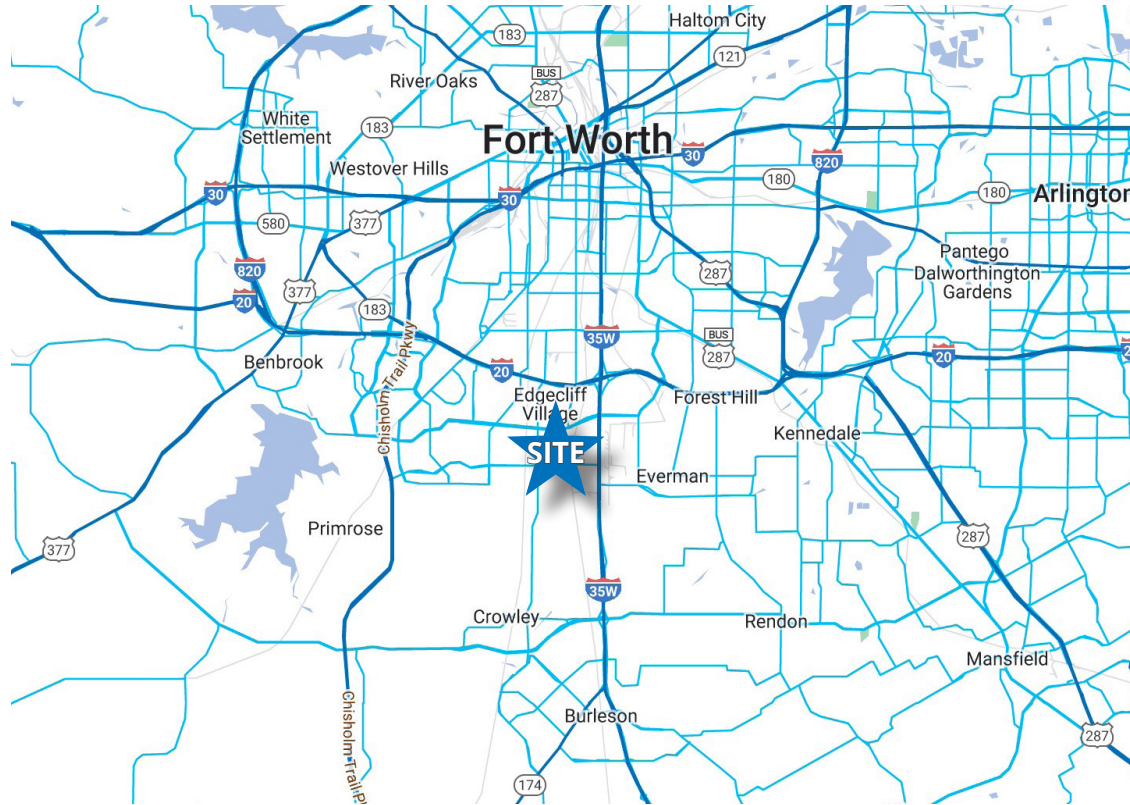 Haltom City
183
121
River Oaks
BUS
287
White
Settlement
183
Fort Worth
30
820
Westover Hills
180
30
30
180
Arlington
580
377
Pantego
820
287
Dalworthington
Gardens
377
20
183
Chisholm Trail Pkwy
35W
BUS
287
20
Benbrook
20
Edgecliff
Village
Forest Hill
Kennedale
SITE
Everman
Primrose
377
287
35W
Crowley
Rendon
Mansfield
Chisholm Trail P
Burleson
287
174